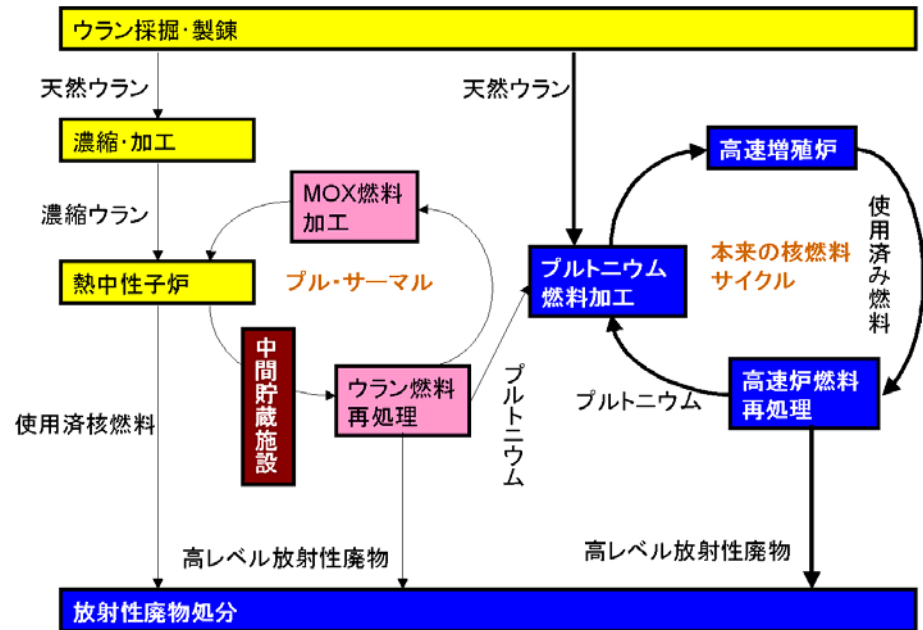 ウラン採掘・製錬
天然ウラン
天然ウラン
濃縮・加工
高速増殖炉
MOX燃料
加工
濃縮ウラン
使用済み燃料
本来の核燃料
サイクル
プルトニウム
燃料加工
熱中性子炉
プル・サーマル
中間貯蔵施設
ウラン燃料
再処理
プルトニウム
プルトニウム
高速炉燃料
再処理
使用済核燃料
高レベル放射性廃物
高レベル放射性廃物
放射性廃物処分